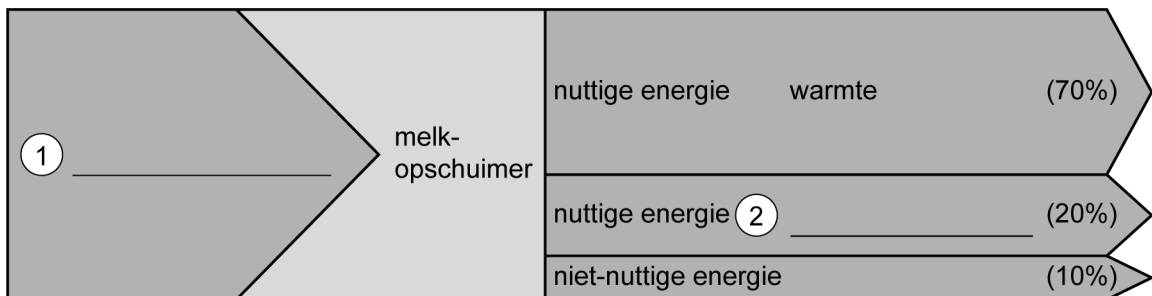 1
melk-
opschuimer
nuttige energie warmte (70%)
nuttige energie 2 (20%)
niet-nuttige energie (10%)